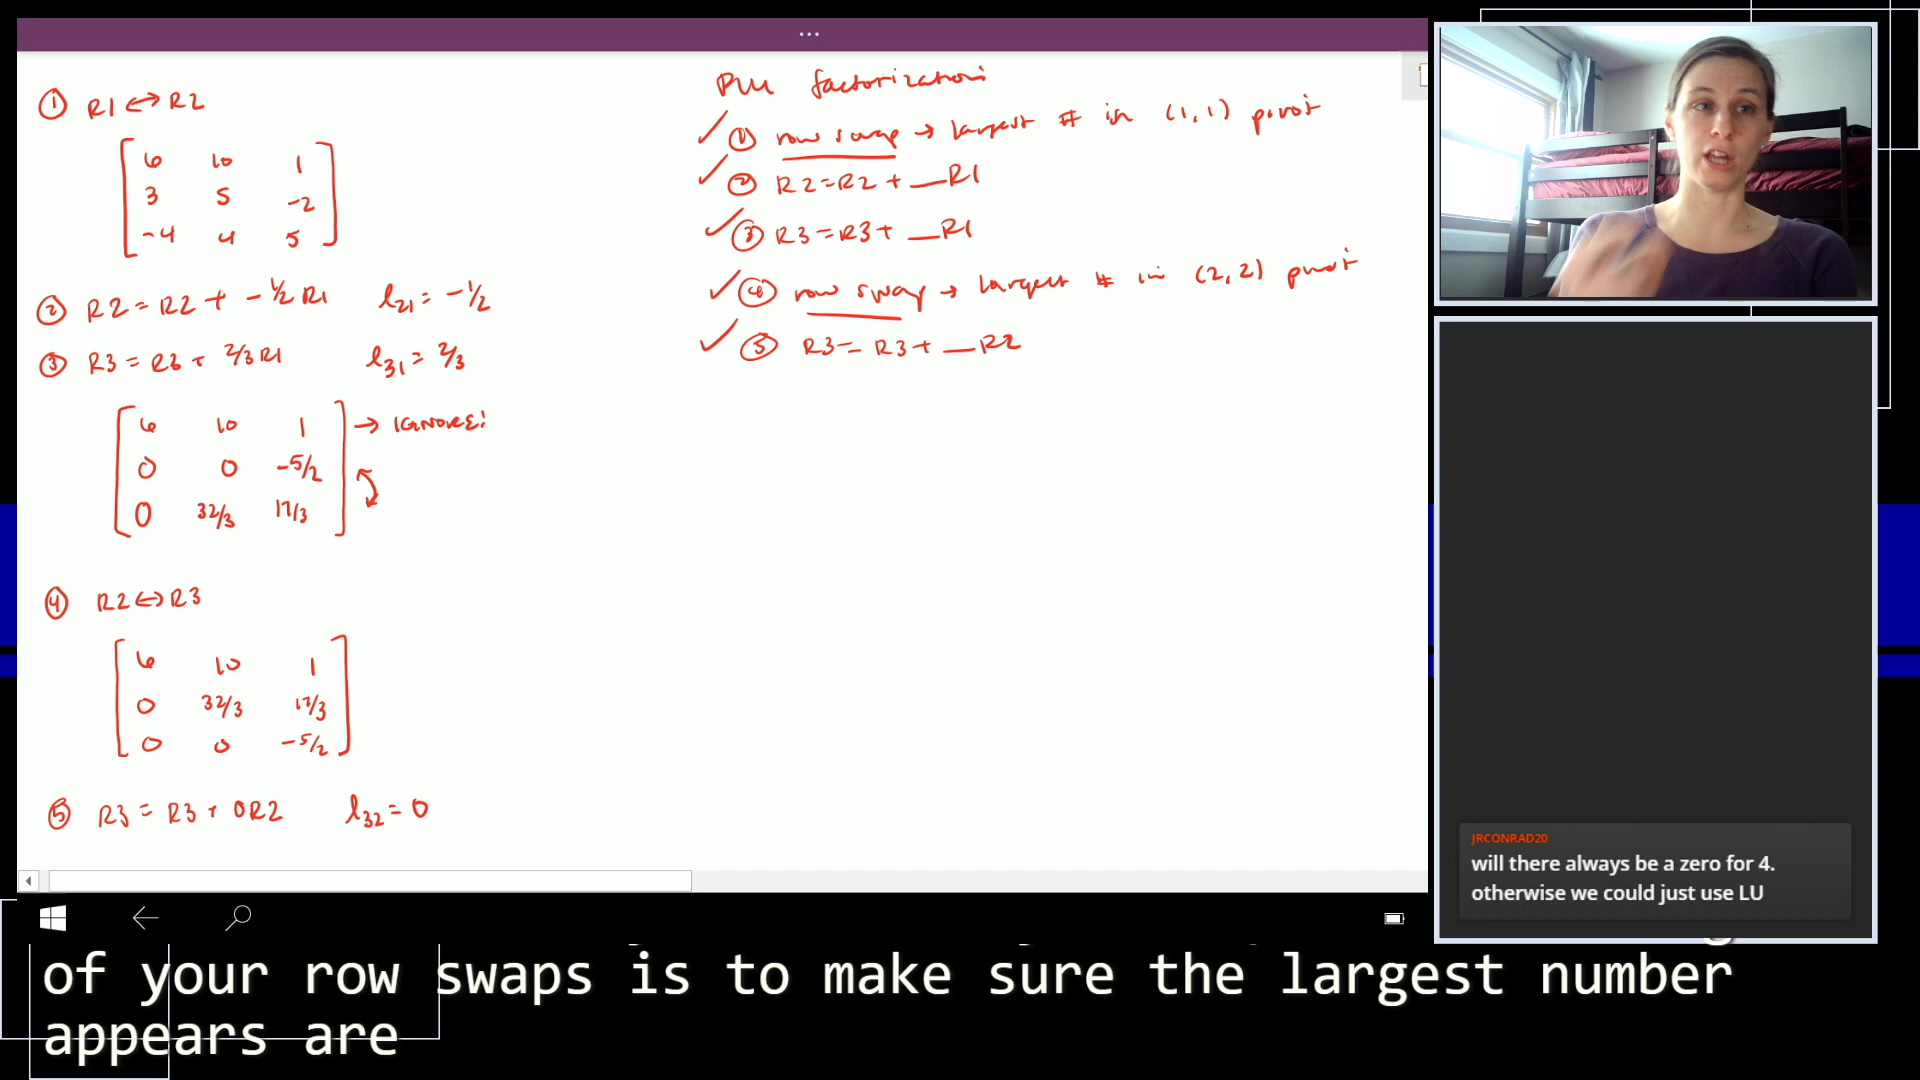 ...
① R1 ↔ R2
6 10 1
3 5 -2
-4 4 5
② R2 = R2 + -1/2 R1 l21 = -1/2
③ R3 = R3 + 2/3 R1 l31 = 2/3
6 10 1 → IGNORE!
0 0 -5/2
0 32/3 17/3
④ R2 ↔ R3
6 10 1
0 32/3 17/3
0 0 -5/2
⑤ R3 = R3 + 0R2 l32 = 0
PLU factorization
✓ ① row swap → largest # in (1,1) pivot
✓ ② R2 = R2 + __R1
✓ ③ R3 = R3 + __R1
✓ ④ row swap → largest # in (2,2) pivot
✓ ⑤ R3 = R3 + __R2
JRCONRAD20
will there always be a zero for 4.
otherwise we could just use LU
of your row swaps is to make sure the largest number
appears are